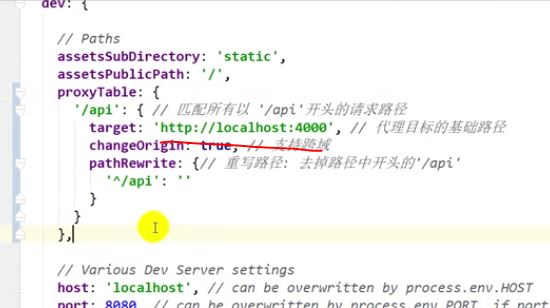 dev: {
// Paths
assetsSubDirectory: 'static',
assetsPublicPath: '/',
proxyTable: {
'/api': { // 匹配所有以 '/api'开头的请求路径
target: 'http://localhost:4000', // 代理目标的基础路径
changeOrigin: true, // 支持跨域
pathRewrite: {// 重写路径: 去掉路径中开头的'/api'
'^/api': ''
}
}
},
// Various Dev Server settings
host: 'localhost', // can be overwritten by process.env.HOST
port: 8080, // can be overwritten by process.env.PORT, if port